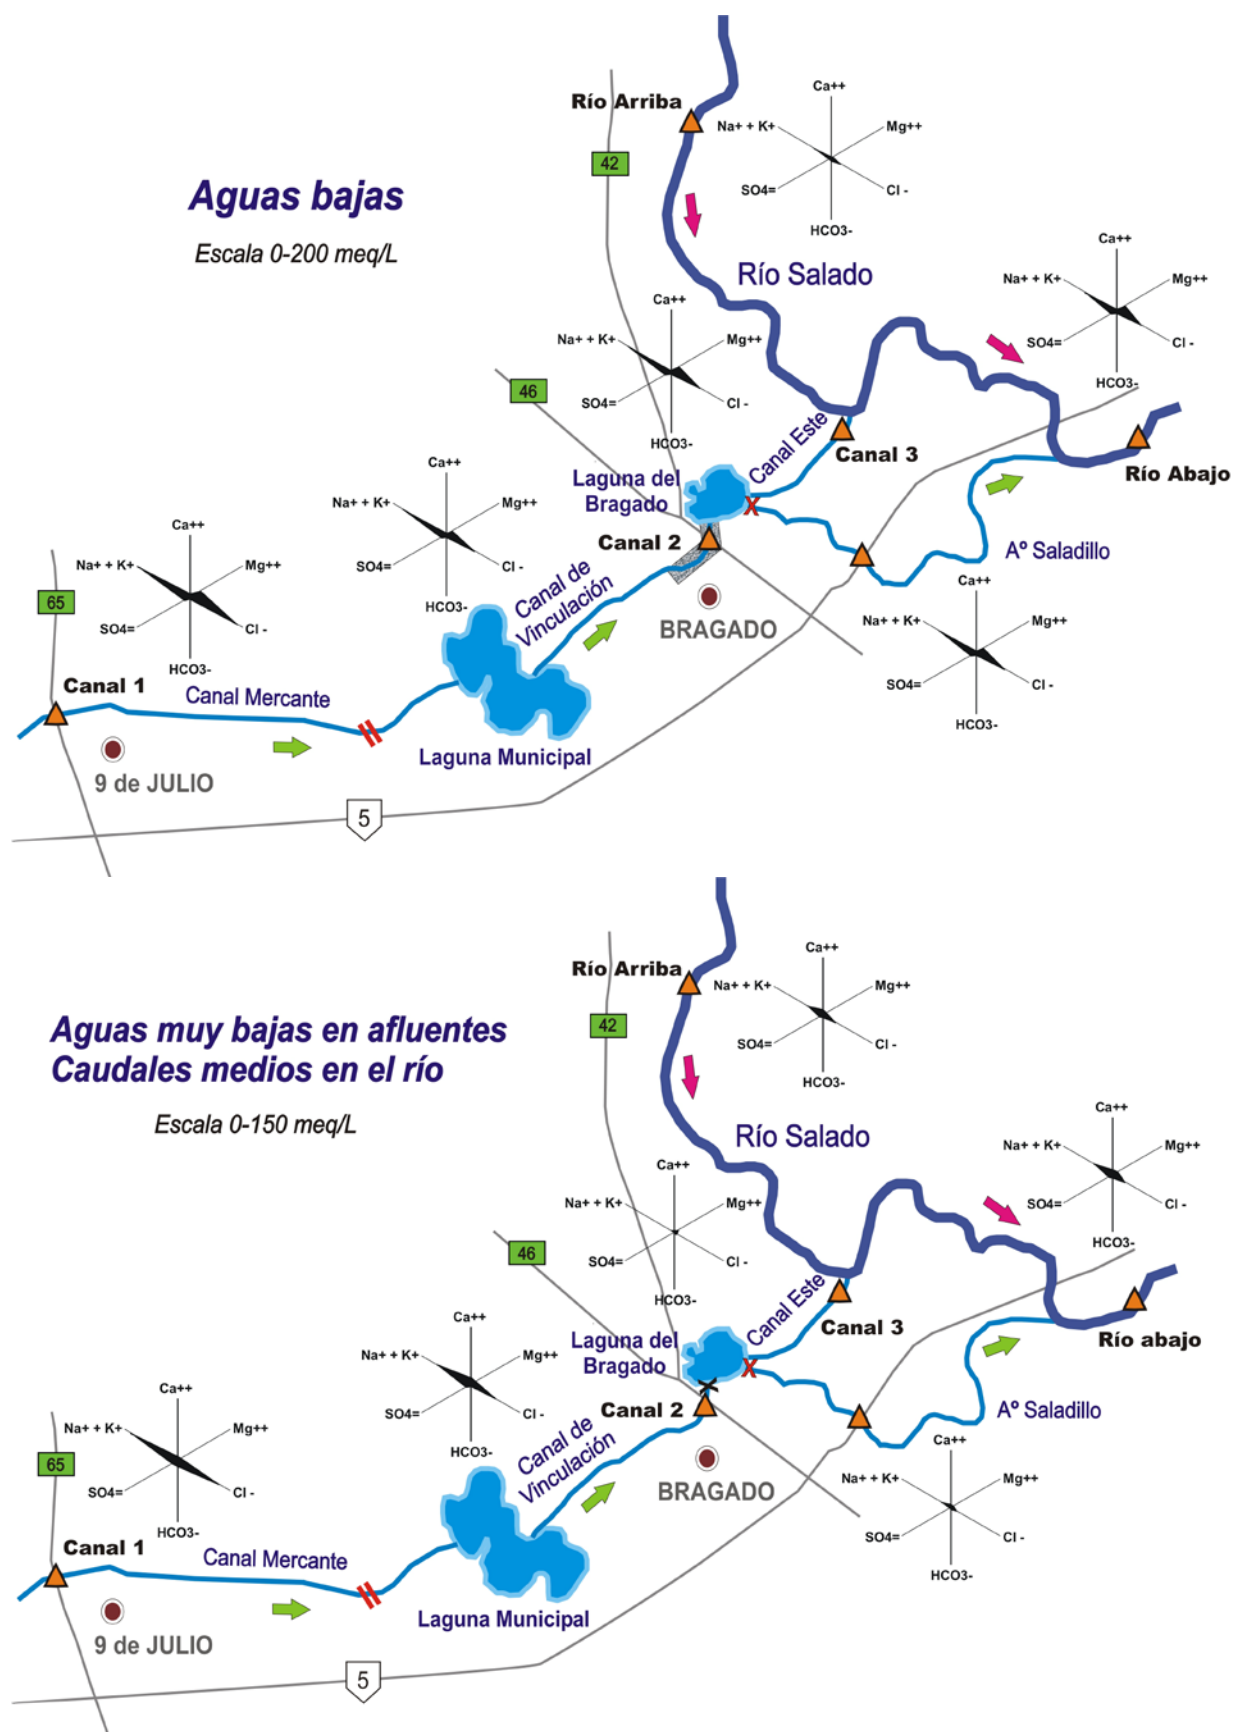 Río Arriba
Ca++
Na+ + K+
Mg++
SO4=
Cl -
HCO3-
42
Aguas bajas
Escala 0-200 meq/L
Río Salado
Ca++
Na+ + K+
Mg++
SO4=
Cl -
HCO3-
Ca++
Na+ + K+
Mg++
SO4=
Cl -
HCO3-
46
Canal Este
Canal 3
Río Abajo
Laguna del
Bragado
X
Ca++
Na+ + K+
Mg++
SO4=
Cl -
HCO3-
Canal 2
Aº Saladillo
Ca++
Na+ + K+
Mg++
SO4=
Cl -
HCO3-
65
Canal de
Vinculación
BRAGADO
Ca++
Na+ + K+
Mg++
SO4=
Cl -
HCO3-
Canal 1
Canal Mercante
Laguna Municipal
9 de JULIO
5
Río Arriba
Ca++
Na+ + K+
Mg++
SO4=
Cl -
HCO3-
42
Aguas muy bajas en afluentes
Caudales medios en el río
Escala 0-150 meq/L
Río Salado
Ca++
Na+ + K+
Mg++
SO4=
Cl -
HCO3-
Ca++
Na+ + K+
Mg++
SO4=
Cl -
HCO3-
46
Canal Este
Canal 3
Río abajo
Laguna del
Bragado
X
X
Ca++
Na+ + K+
Mg++
SO4=
Cl -
HCO3-
Canal 2
Aº Saladillo
Ca++
Na+ + K+
Mg++
SO4=
Cl -
HCO3-
65
Canal de
Vinculación
BRAGADO
Ca++
Na+ + K+
Mg++
SO4=
Cl -
HCO3-
Canal 1
Canal Mercante
Laguna Municipal
9 de JULIO
5